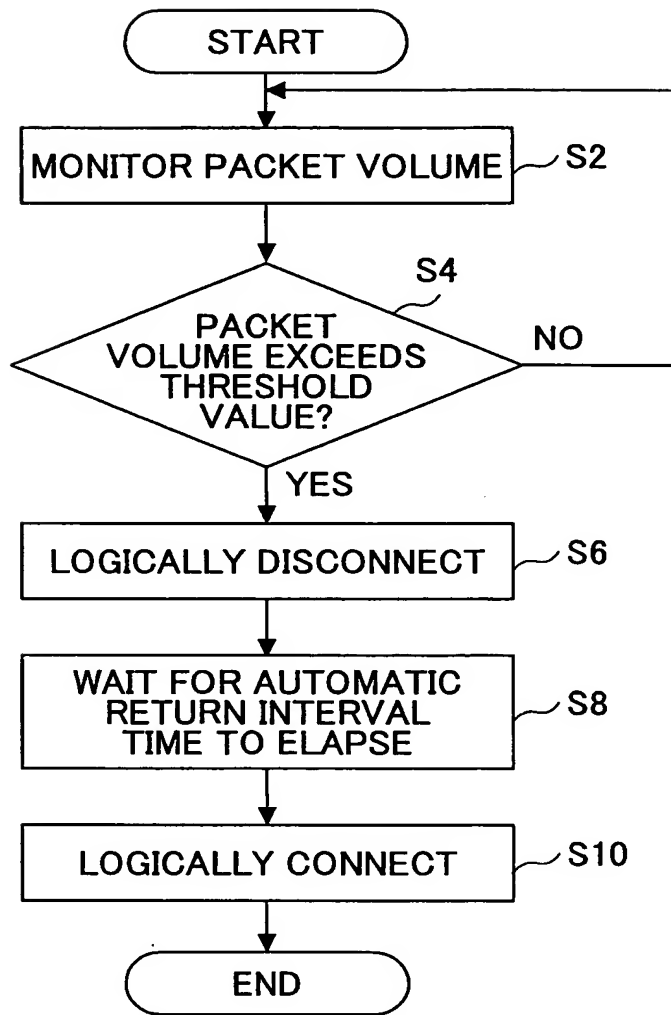 START
MONITOR PACKET VOLUME
S2
S4
PACKET
VOLUME EXCEEDS
THRESHOLD
VALUE?
NO
YES
LOGICALLY DISCONNECT
S6
WAIT FOR AUTOMATIC
RETURN INTERVAL
TIME TO ELAPSE
S8
LOGICALLY CONNECT
S10
END